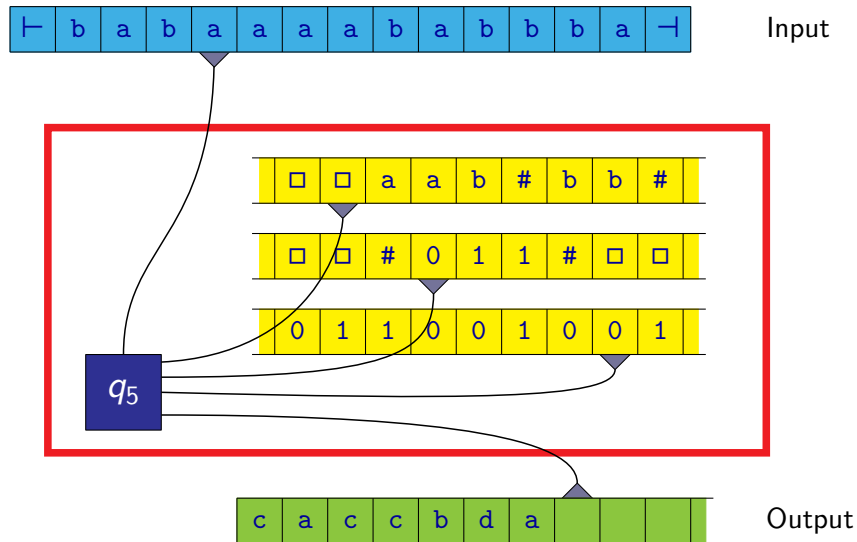 ⊢ b a b a a a a b a b b b a ⊣ Input
□ □ a a b # b b #
□ □ # 0 1 1 # □ □
0 1 1 0 0 1 0 0 1
q5
c a c c b d a Output